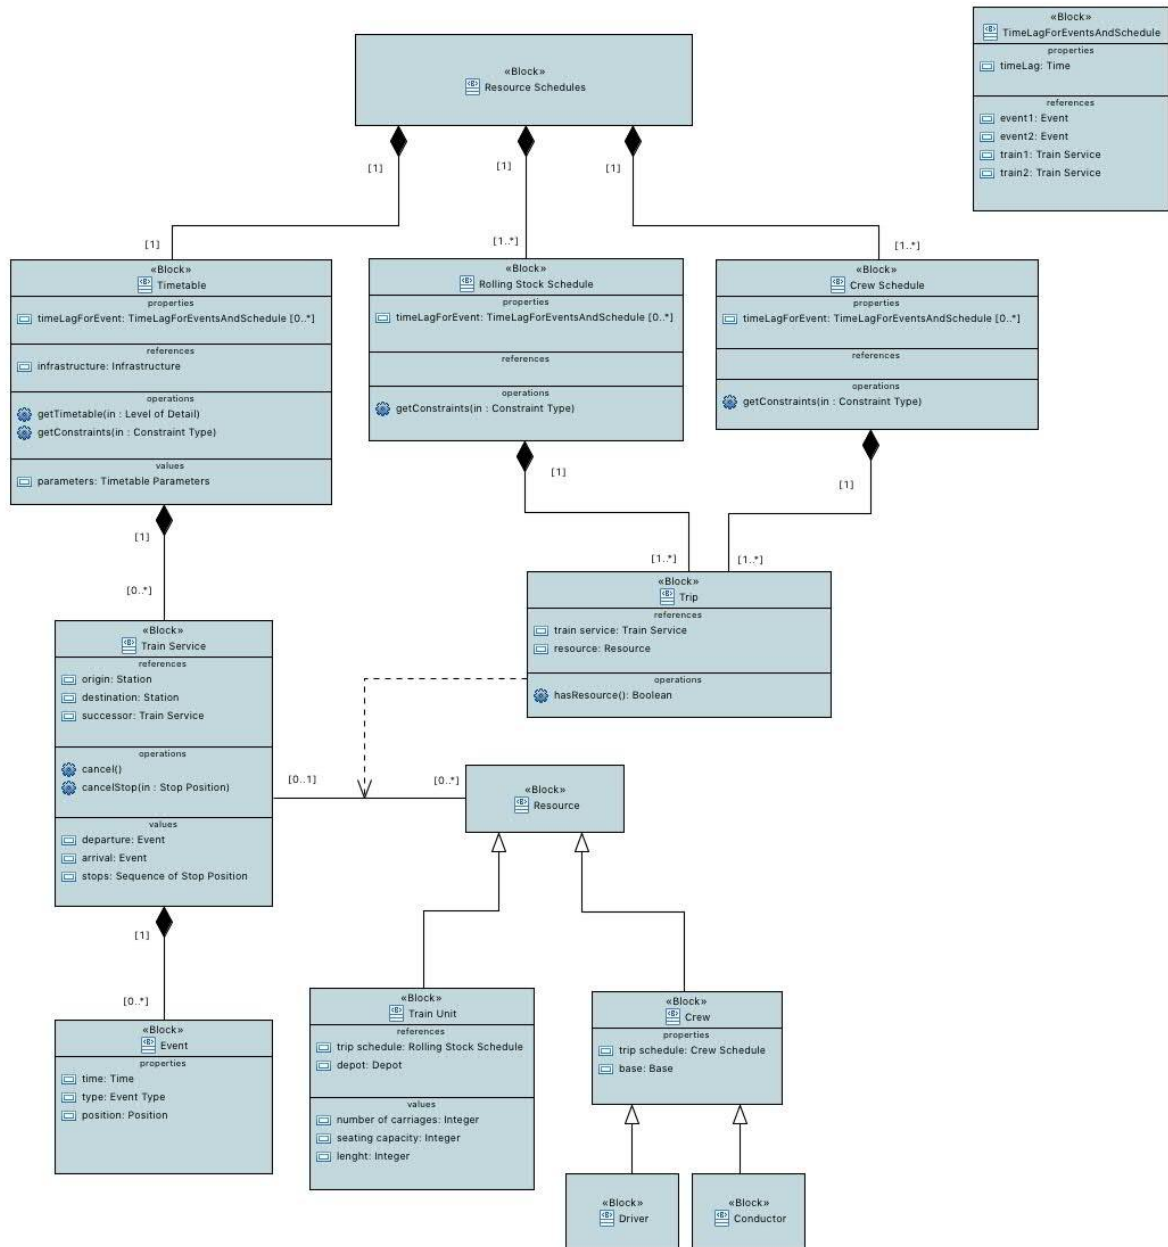 «Block»
Resource Schedules
«Block»
TimeLagForEventsAndSchedule
properties
timeLag: Time
references
event1: Event
event2: Event
train1: Train Service
train2: Train Service
[1]
[1]
[1]
[1]
[1..*]
[1..*]
«Block»
Timetable
properties
timeLagForEvent: TimeLagForEventsAndSchedule [0..*]
references
infrastructure: Infrastructure
operations
getTimetable(in : Level of Detail)
getConstraints(in : Constraint Type)
values
parameters: Timetable Parameters
«Block»
Rolling Stock Schedule
properties
timeLagForEvent: TimeLagForEventsAndSchedule [0..*]
references
operations
getConstraints(in : Constraint Type)
«Block»
Crew Schedule
properties
timeLagForEvent: TimeLagForEventsAndSchedule [0..*]
references
operations
getConstraints(in : Constraint Type)
[1]
[1]
[1]
[0..*]
[1..*]
[1..*]
«Block»
Trip
references
train service: Train Service
resource: Resource
operations
hasResource(): Boolean
«Block»
Train Service
references
origin: Station
destination: Station
successor: Train Service
operations
cancel()
cancelStop(in : Stop Position)
values
departure: Event
arrival: Event
stops: Sequence of Stop Position
[0..1]
[0..*]
«Block»
Resource
[1]
[0..*]
«Block»
Event
properties
time: Time
type: Event Type
position: Position
«Block»
Train Unit
references
trip schedule: Rolling Stock Schedule
depot: Depot
values
number of carriages: Integer
seating capacity: Integer
lenght: Integer
«Block»
Crew
properties
trip schedule: Crew Schedule
base: Base
«Block»
Driver
«Block»
Conductor